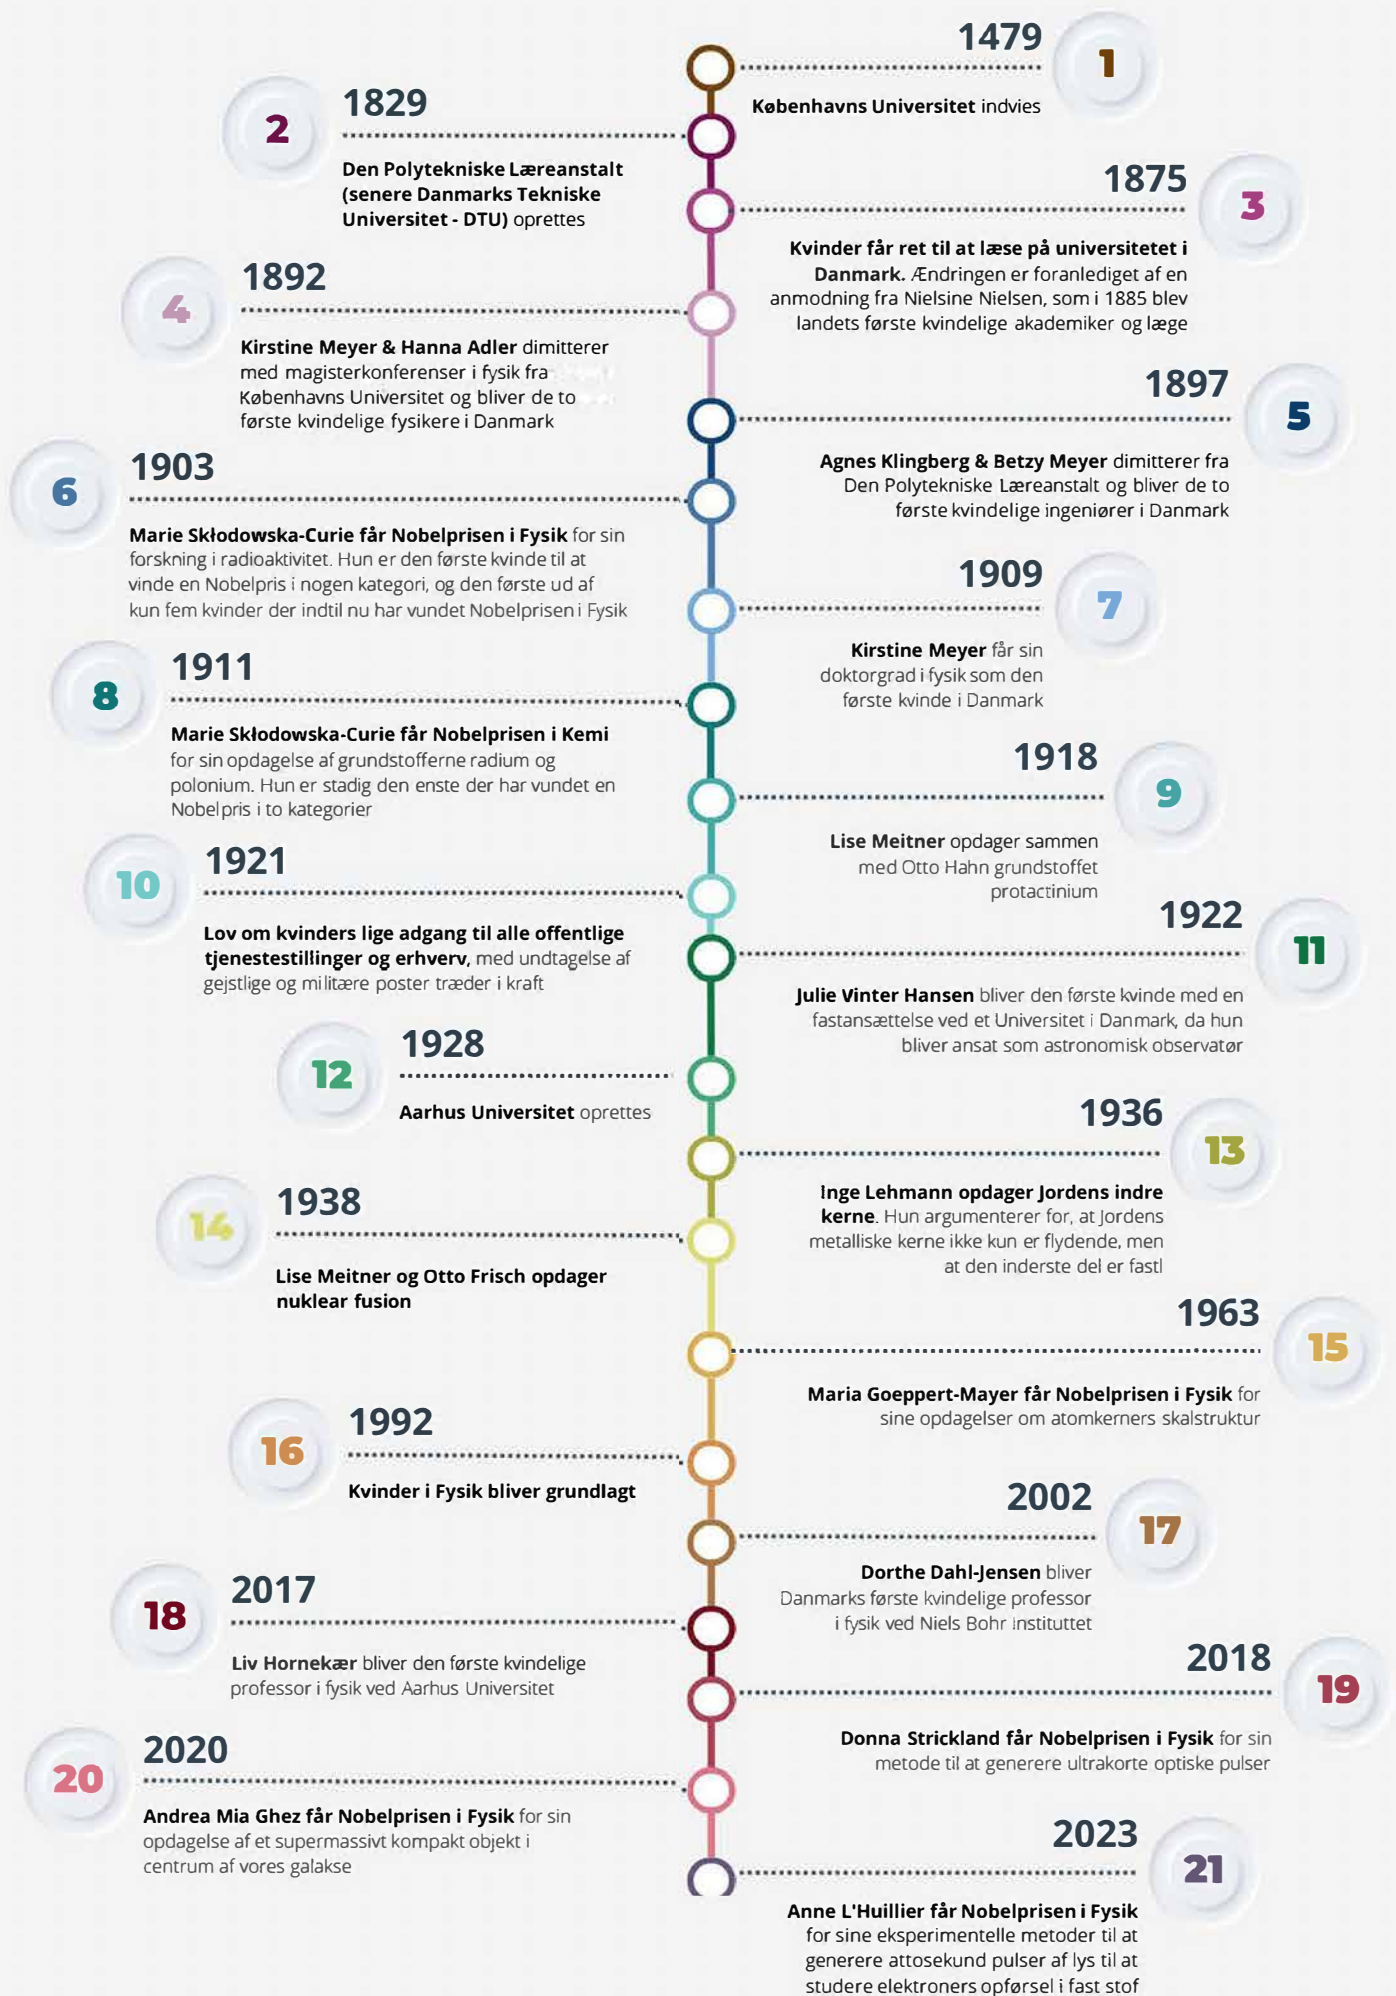 1479
1
Københavns Universitet indvies
1829
2
Den Polytekniske Læreanstalt
(senere Danmarks Tekniske
Universitet - DTU) oprettes
1875
3
Kvinder får ret til at læse på universitetet i
Danmark. Ændringen er foranlediget af en
anmodning fra Nielsine Nielsen, som i 1885 blev
landets første kvindelige akademiker og læge
1892
4
Kirstine Meyer & Hanna Adler dimitterer
med magisterkonferenser i fysik fra
Københavns Universitet og bliver de to
første kvindelige fysikere i Danmark
1897
5
Agnes Klingberg & Betzy Meyer dimitterer fra
Den Polytekniske Læreanstalt og bliver de to
første kvindelige ingeniører i Danmark
1903
6
Marie Skłodowska-Curie får Nobelprisen i Fysik for sin
forskning i radioaktivitet. Hun er den første kvinde til at
vinde en Nobelpris i nogen kategori, og den første ud af
kun fem kvinder der indtil nu har vundet Nobelprisen i Fysik
1909
7
Kirstine Meyer får sin
doktorgrad i fysik som den
første kvinde i Danmark
1911
8
Marie Skłodowska-Curie får Nobelprisen i Kemi
for sin opdagelse af grundstofferne radium og
polonium. Hun er stadig den enste der har vundet en
Nobelpris i to kategorier
1918
9
Lise Meitner opdager sammen
med Otto Hahn grundstoffet
protactinium
1921
10
Lov om kvinders lige adgang til alle offentlige
tjenestestillinger og erhverv, med undtagelse af
gejstlige og militære poster træder i kraft
1922
11
Julie Vinter Hansen bliver den første kvinde med en
fastansættelse ved et Universitet i Danmark, da hun
bliver ansat som astronomisk observatør
1928
12
Aarhus Universitet oprettes
1936
13
Inge Lehmann opdager Jordens indre
kerne. Hun argumenterer for, at Jordens
metalliske kerne ikke kun er flydende, men
at den inderste del er fast!
1938
14
Lise Meitner og Otto Frisch opdager
nuklear fusion
1963
15
Maria Goeppert-Mayer får Nobelprisen i Fysik for
sine opdagelser om atomkerners skalstruktur
1992
16
Kvinder i Fysik bliver grundlagt
2002
17
Dorthe Dahl-Jensen bliver
Danmarks første kvindelige professor
i fysik ved Niels Bohr Instituttet
2017
18
Liv Hornekær bliver den første kvindelige
professor i fysik ved Aarhus Universitet
2018
19
Donna Strickland får Nobelprisen i Fysik for sin
metode til at generere ultrakorte optiske pulser
2020
20
Andrea Mia Ghez får Nobelprisen i Fysik for sin
opdagelse af et supermassivt kompakt objekt i
centrum af vores galakse
2023
21
Anne L'Huillier får Nobelprisen i Fysik
for sine eksperimentelle metoder til at
generere attosekund pulser af lys til at
studere elektroners opførsel i fast stof